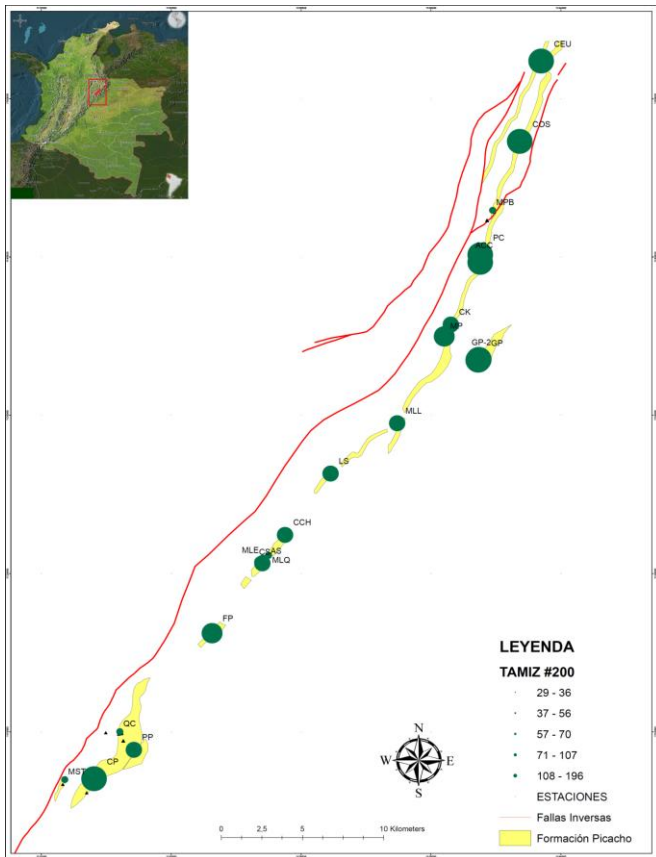 CEU
COS
MPB
PC
ACC
CK
MP
GP-2GP
MLL
LS
CCH
MLE
CS
AS
MLQ
FP
QC
PP
CP
MST
LEYENDA
TAMIZ #200
29 - 36
37 - 56
57 - 70
71 - 107
108 - 196
ESTACIONES
Fallas Inversas
Formación Picacho
N
W
E
S
0 2,5 5 10 Kilometers